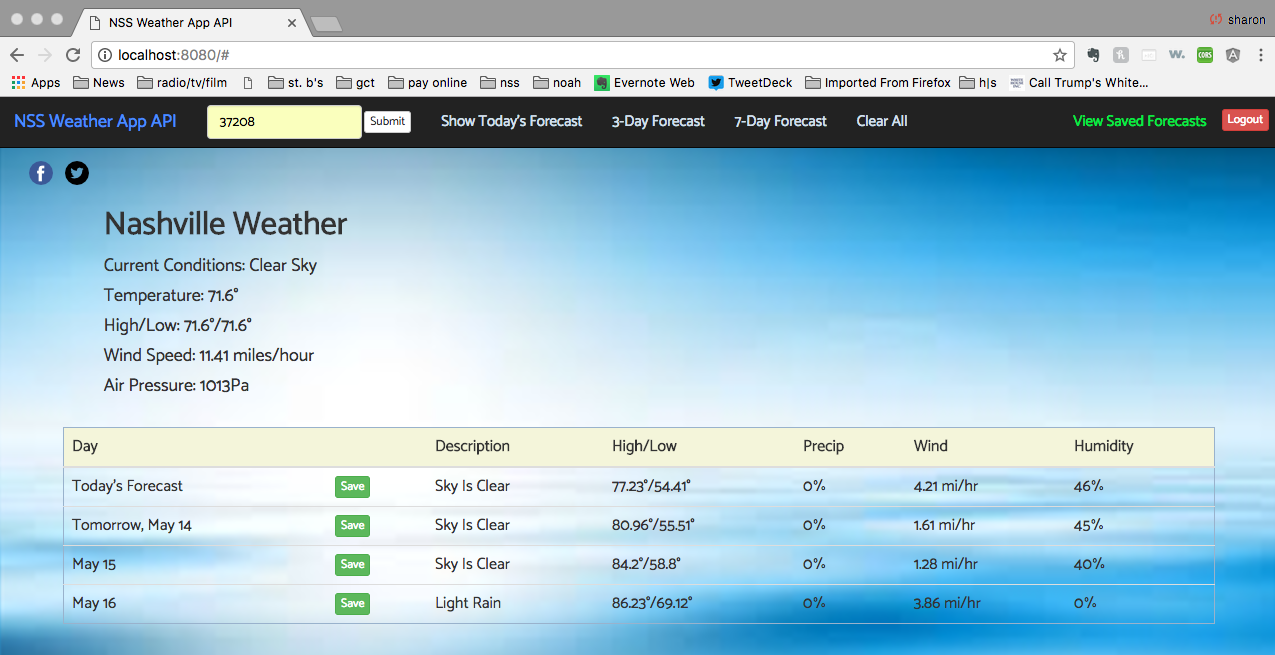 NSS Weather App API
sharon
localhost:8080/#
Apps News radio/tv/film st. b's gct pay online nss noah Evernote Web TweetDeck Imported From Firefox h|s Call Trump's White...
NSS Weather App API 37208 Submit Show Today's Forecast 3-Day Forecast 7-Day Forecast Clear All View Saved Forecasts Logout
Nashville Weather
Current Conditions: Clear Sky
Temperature: 71.6°
High/Low: 71.6°/71.6°
Wind Speed: 11.41 miles/hour
Air Pressure: 1013Pa
Day Description High/Low Precip Wind Humidity
Today's Forecast Save Sky Is Clear 77.23°/54.41° 0% 4.21 mi/hr 46%
Tomorrow, May 14 Save Sky Is Clear 80.96°/55.51° 0% 1.61 mi/hr 45%
May 15 Save Sky Is Clear 84.2°/58.8° 0% 1.28 mi/hr 40%
May 16 Save Light Rain 86.23°/69.12° 0% 3.86 mi/hr 0%